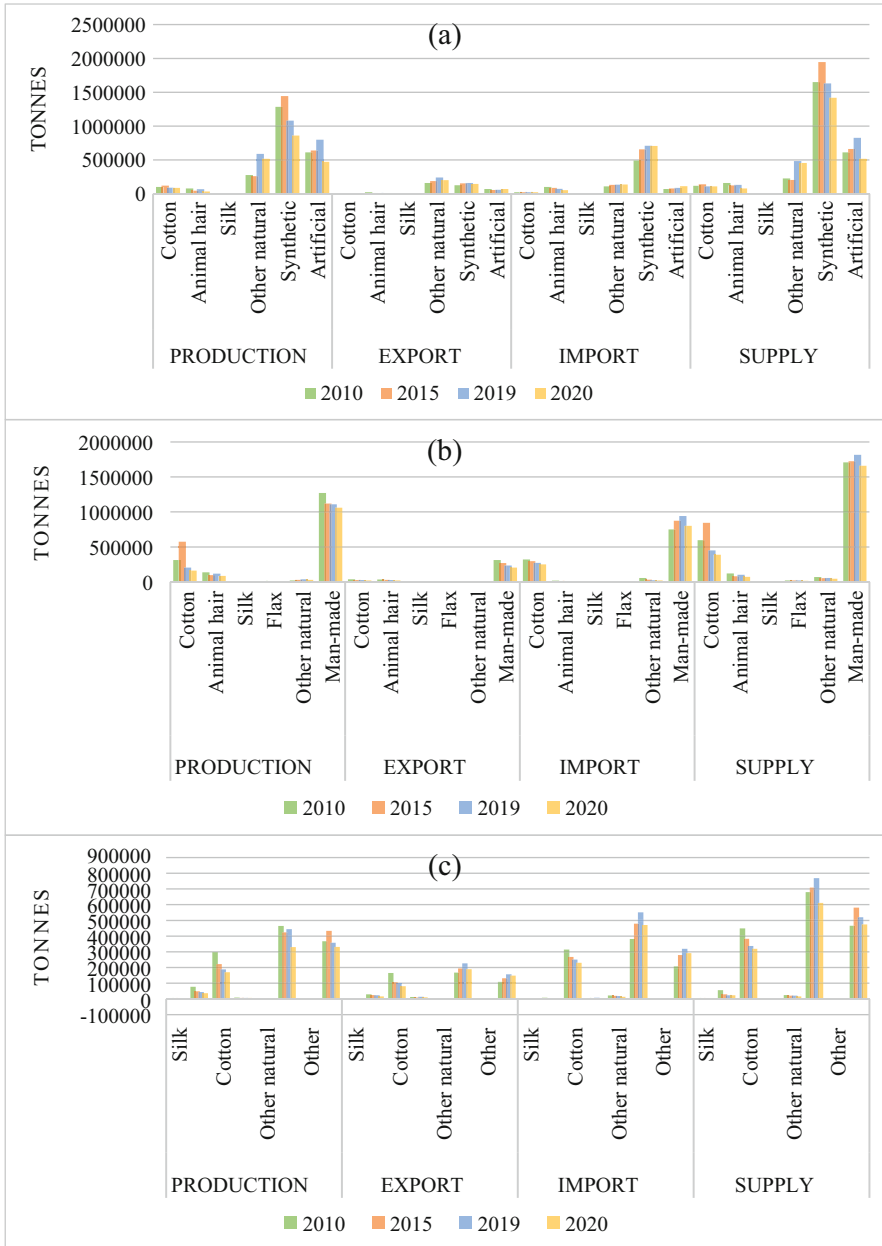 (a)
TONNES
2500000
2000000
1500000
1000000
500000
0
Cotton
Animal hair
Silk
Other natural
Synthetic
Artificial
Cotton
Animal hair
Silk
Other natural
Synthetic
Artificial
Cotton
Animal hair
Silk
Other natural
Synthetic
Artificial
Cotton
Animal hair
Silk
Other natural
Synthetic
Artificial
PRODUCTION EXPORT IMPORT SUPPLY
2010 2015 2019 2020
(b)
TONNES
2000000
1500000
1000000
500000
0
Cotton
Animal hair
Silk
Flax
Other natural
Man-made
Cotton
Animal hair
Silk
Flax
Other natural
Man-made
Cotton
Animal hair
Silk
Flax
Other natural
Man-made
Cotton
Animal hair
Silk
Flax
Other natural
Man-made
PRODUCTION EXPORT IMPORT SUPPLY
2010 2015 2019 2020
(c)
TONNES
900000
800000
700000
600000
500000
400000
300000
200000
100000
0
-100000
Silk
Cotton
Other natural
Other
Silk
Cotton
Other natural
Other
Silk
Cotton
Other natural
Other
Silk
Cotton
Other natural
Other
PRODUCTION EXPORT IMPORT SUPPLY
2010 2015 2019 2020